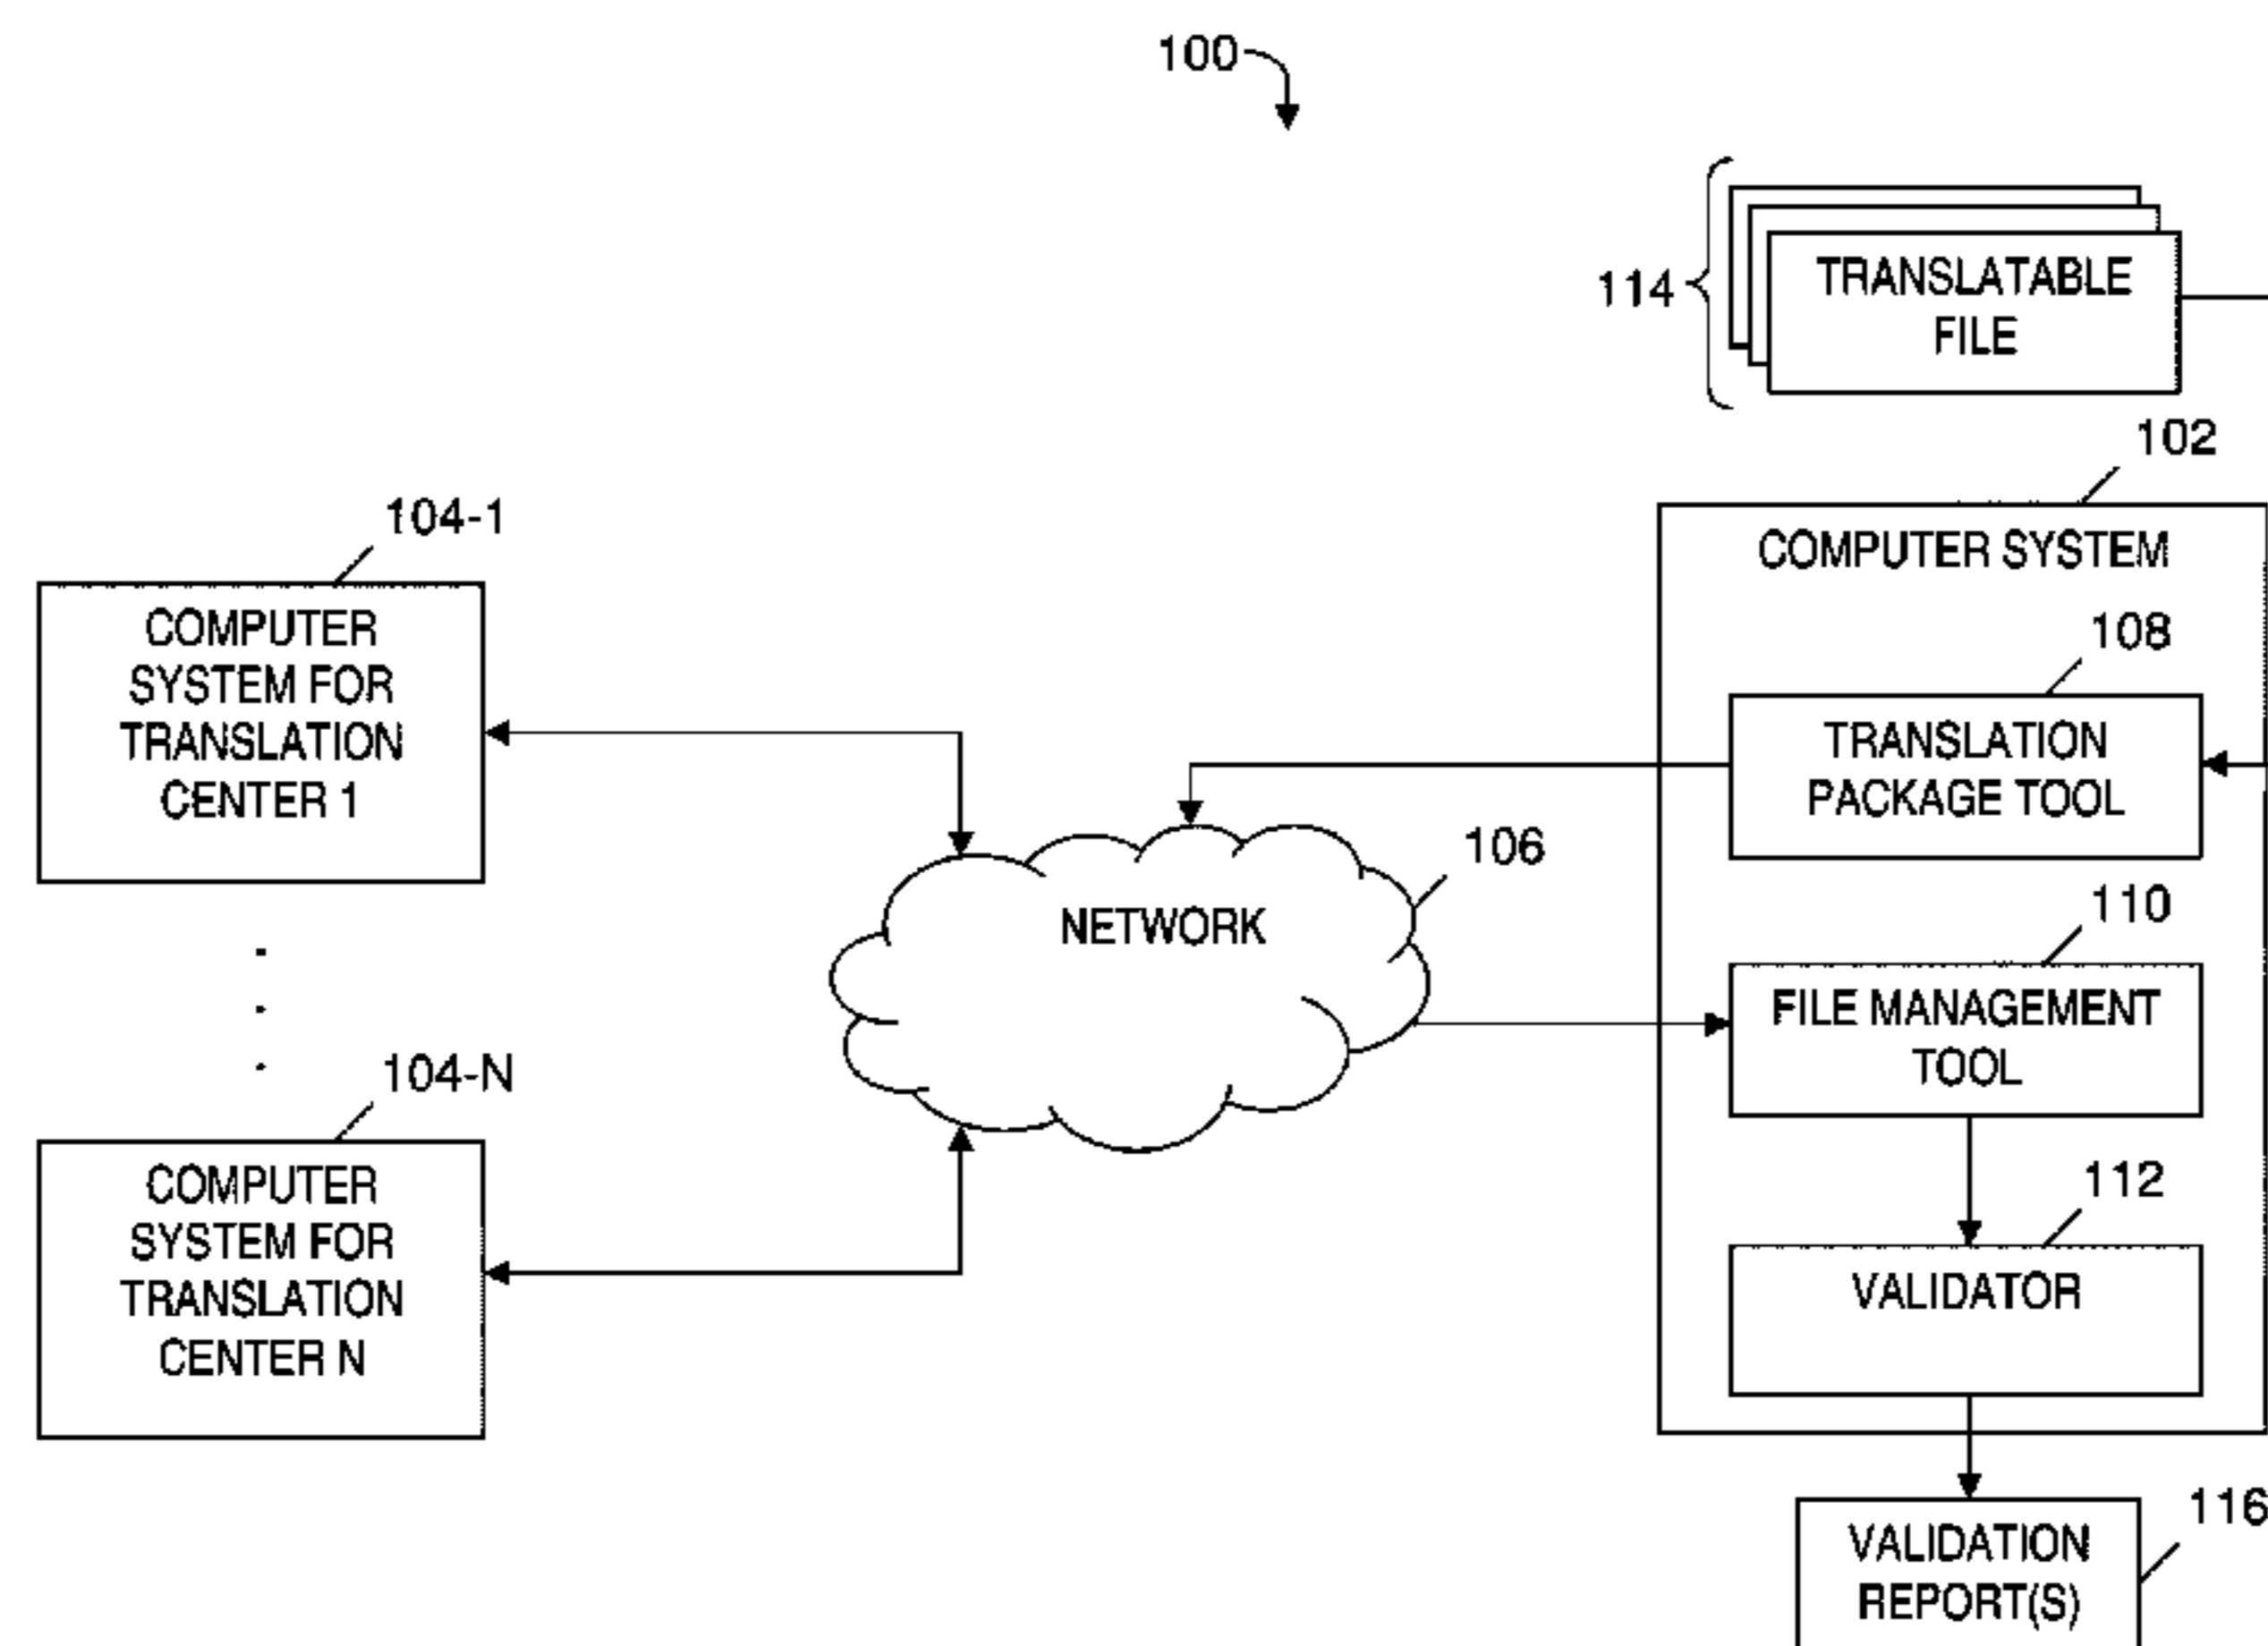 100
114
TRANSLATABLE
FILE
102
COMPUTER SYSTEM
104-1
COMPUTER
SYSTEM FOR
TRANSLATION
CENTER 1
108
TRANSLATION
PACKAGE TOOL
106
NETWORK
110
FILE MANAGEMENT
TOOL
104-N
COMPUTER
SYSTEM FOR
TRANSLATION
CENTER N
112
VALIDATOR
116
VALIDATION
REPORT(S)